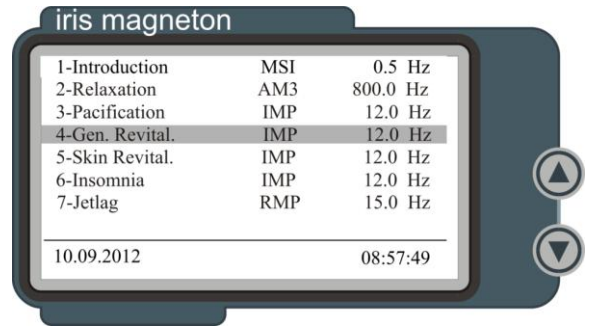 iris magneton
1-Introduction MSI 0.5 Hz
2-Relaxation AM3 800.0 Hz
3-Pacification IMP 12.0 Hz
4-Gen. Revital. IMP 12.0 Hz
5-Skin Revital. IMP 12.0 Hz
6-Insomnia IMP 12.0 Hz
7-Jetlag RMP 15.0 Hz
10.09.2012 08:57:49